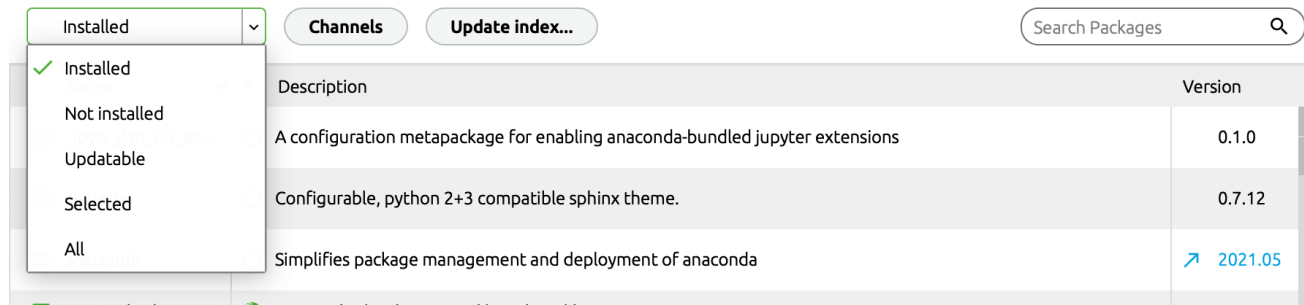 Installed
Channels
Update index...
Search Packages
Installed
Not installed
Updatable
Selected
All
Name
Description
Version
A configuration metapackage for enabling anaconda-bundled jupyter extensions
0.1.0
Configurable, python 2+3 compatible sphinx theme.
0.7.12
Simplifies package management and deployment of anaconda
2021.05